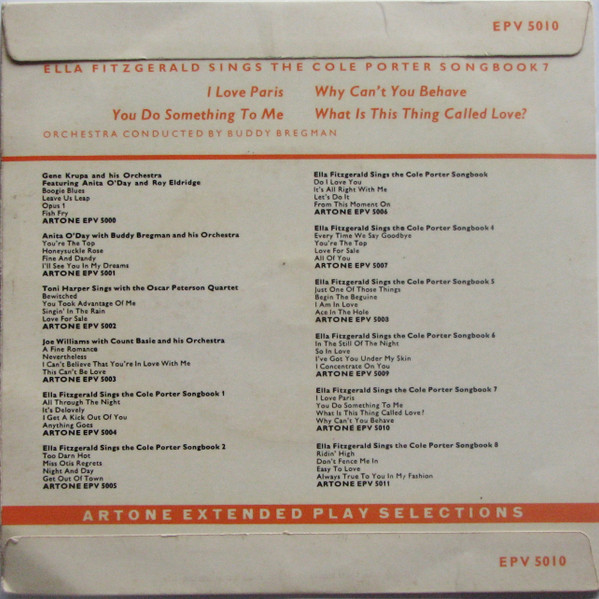 EPV 5010
ELLA FITZGERALD SINGS THE COLE PORTER SONGBOOK 7
I Love Paris
Why Can't You Behave
You Do Something To Me
What Is This Thing Called Love?
ORCHESTRA CONDUCTED BY BUDDY BREGMAN
Gene Krupa and his Orchestra
Featuring Anita O'Day and Roy Eldridge
Boogie Blues
Leave Us Leap
Opus 1
Fish Fry
ARTONE EPV 5000
Anita O'Day with Buddy Bregman and his Orchestra
You're The Top
Honeysuckle Rose
Fine And Dandy
I'll See You In My Dreams
ARTONE EPV 5001
Toni Harper Sings with the Oscar Peterson Quartet
Bewitched
You Took Advantage Of Me
Singin' In The Rain
Love For Sale
ARTONE EPV 5002
Joe Williams with Count Basie and his Orchestra
A Fine Romance
Nevertheless
I Can't Believe That You're In Love With Me
This Can't Be Love
ARTONE EPV 5003
Ella Fitzgerald Sings the Cole Porter Songbook 1
All Through The Night
It's Delovely
I Get A Kick Out Of You
Anything Goes
ARTONE EPV 5004
Ella Fitzgerald Sings the Cole Porter Songbook 2
Too Darn Hot
Miss Otis Regrets
Night And Day
Get Out Of Town
ARTONE EPV 5005
Ella Fitzgerald Sings the Cole Porter Songbook
Do I Love You
It's All Right With Me
Let's Do It
From This Moment On
ARTONE EPV 5006
Ella Fitzgerald Sings the Cole Porter Songbook 4
Every Time We Say Goodbye
You're The Top
Love For Sale
All Of You
ARTONE EPV 5007
Ella Fitzgerald Sings the Cole Porter Songbook 5
Just One Of Those Things
Begin The Beguine
I Am In Love
Ace In The Hole
ARTONE EPV 5008
Ella Fitzgerald Sings the Cole Porter Songbook 6
In The Still Of The Night
So In Love
I've Got You Under My Skin
I Concentrate On You
ARTONE EPV 5009
Ella Fitzgerald Sings the Cole Porter Songbook 7
I Love Paris
You Do Something To Me
What Is This Thing Called Love?
Why Can't You Behave
ARTONE EPV 5010
Ella Fitzgerald Sings the Cole Porter Songbook 8
Ridin' High
Don't Fence Me In
Easy To Love
Always True To You In My Fashion
ARTONE EPV 5011
ARTONE EXTENDED PLAY SELECTIONS
EPV 5010